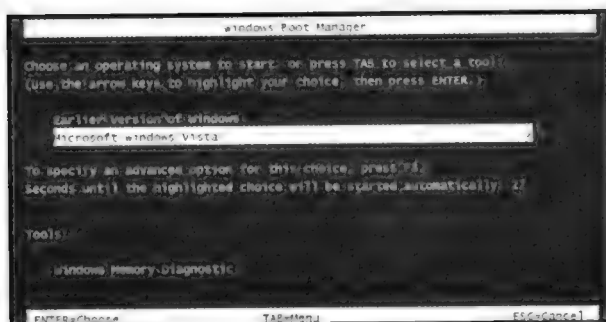 Windows Boot Manager
Choose an operating system to start, or press TAB to select a tool:
(Use the arrow keys to highlight your choice, then press ENTER.)
Earlier Version of Windows
Microsoft Windows Vista
To specify an advanced option for this choice, press F8.
Seconds until the highlighted choice will be started automatically: 27
Tools:
Windows Memory Diagnostic
ENTER=Choose TAB=Menu ESC=Cancel